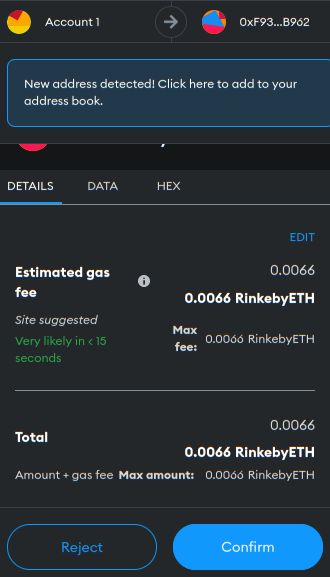 Account 1
0xF93...B962
New address detected! Click here to add to your
address book.
DETAILS
DATA
HEX
EDIT
Estimated gas
fee
0.0066
0.0066 RinkebyETH
Site suggested
Very likely in < 15
seconds
Max
fee:
0.0066 RinkebyETH
Total
0.0066
0.0066 RinkebyETH
Amount + gas fee
Max amount:
0.0066 RinkebyETH
Reject
Confirm